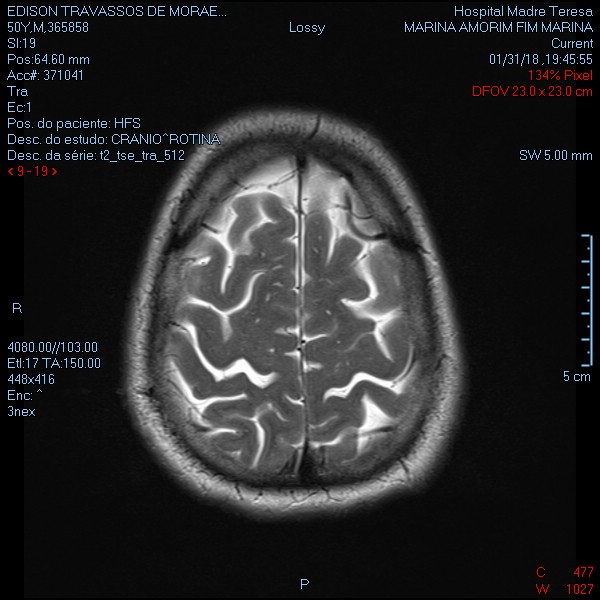 EDISON TRAVASSOS DE MORAE...
50Y,M,365858
SI:19
Pos:64.60 mm
Acc#: 371041
Tra
Ec:1
Pos. do paciente: HFS
Desc. do estudo: CRANIO^ROTINA
Desc. da série: t2_tse_tra_512
< 9 - 19 >
Lossy
Hospital Madre Teresa
MARINA AMORIM FIM MARINA
Current
01/31/18 ,19:45:55
134% Pixel
DFOV 23.0 x 23.0 cm
SW 5.00 mm
R
4080.00//103.00
Etl:17 TA:150.00
448x416
Enc: ^
3nex
5 cm
P
C 477
W 1027